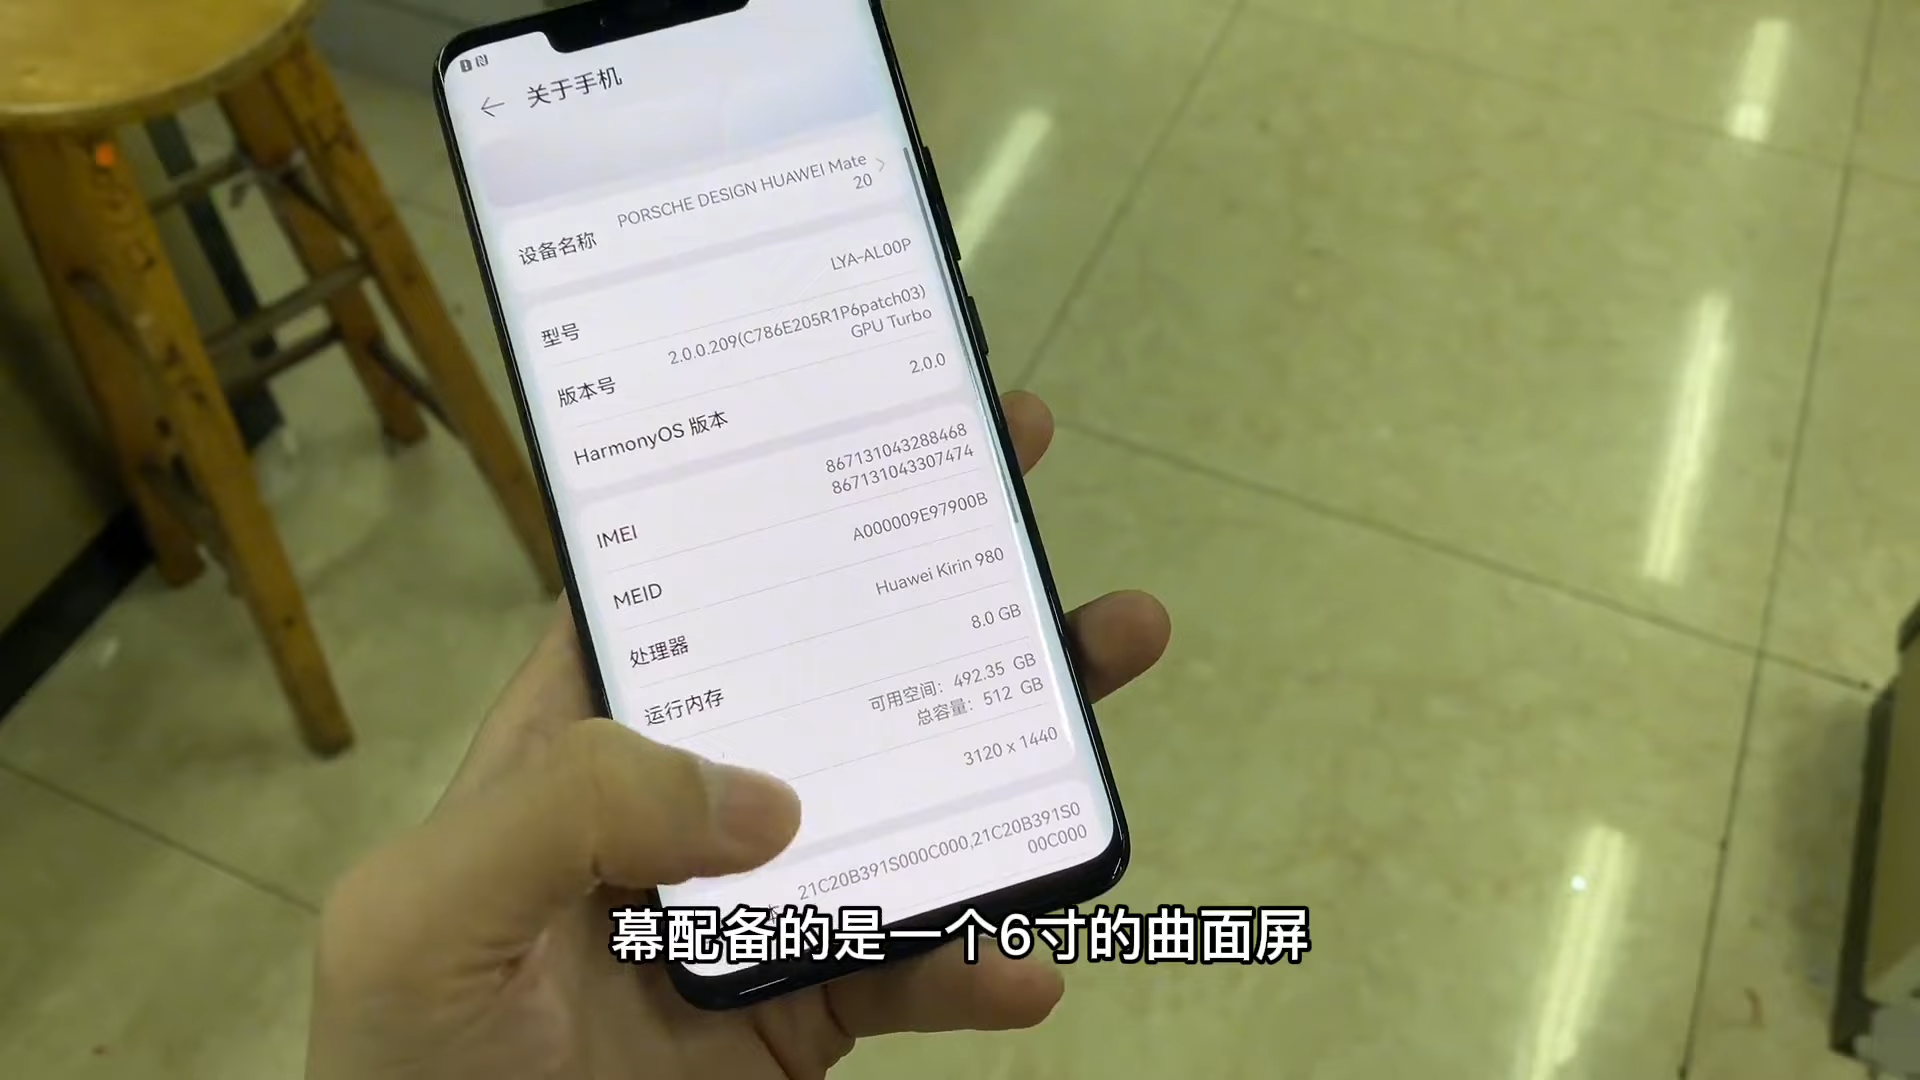 关于手机
设备名称
PORSCHE DESIGN HUAWEI Mate
20
型号
LYA-AL00P
版本号
2.0.0.209(C786E205R1P6patch03)
GPU Turbo
HarmonyOS 版本
2.0.0
IMEI
867131043288468
867131043307474
MEID
A000009E97900B
处理器
Huawei Kirin 980
运行内存
8.0 GB
可用空间: 492.35 GB
总容量: 512 GB
3120 x 1440
21C20B391S000C000,21C20B391S0
00C000
本
幕配备的是一个6寸的曲面屏